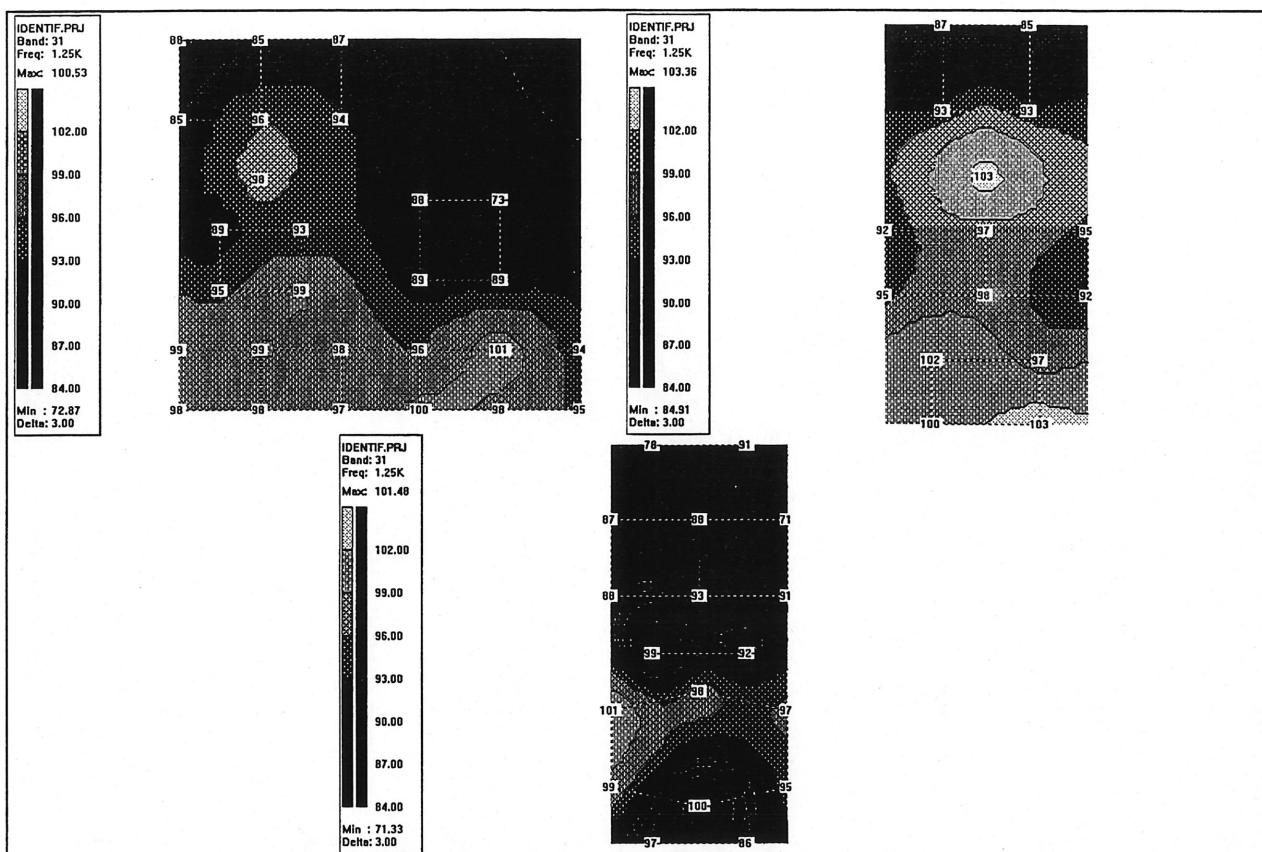 IDENTIF.PRJ
Band: 31
Freq: 1.25K
Max: 100.53
102.00
99.00
96.00
93.00
90.00
87.00
84.00
Min : 72.87
Delta: 3.00
88 85 87
85 96 94
98
88 73
89 93
89 89
95 99
99 99 98 96 101 94
98 98 97 100 98 95
IDENTIF.PRJ
Band: 31
Freq: 1.25K
Max: 103.36
102.00
99.00
96.00
93.00
90.00
87.00
84.00
Min : 84.91
Delta: 3.00
87 85
93 93
103
92 97 95
95 98 92
102 97
100 103
IDENTIF.PRJ
Band: 31
Freq: 1.25K
Max: 101.48
102.00
99.00
96.00
93.00
90.00
87.00
84.00
Min : 71.33
Delta: 3.00
78 91
87 88 71
88 93 91
99 92
98
101 97
99 95
100
97 86